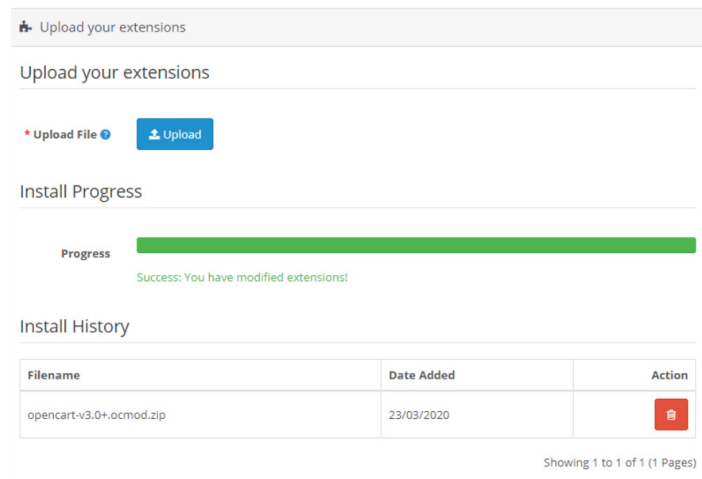 Upload your extensions
Upload your extensions
* Upload File
Upload
Install Progress
Progress
Success: You have modified extensions!
Install History
Filename Date Added Action
opencart-v3.0+.ocmod.zip 23/03/2020
Showing 1 to 1 of 1 (1 Pages)